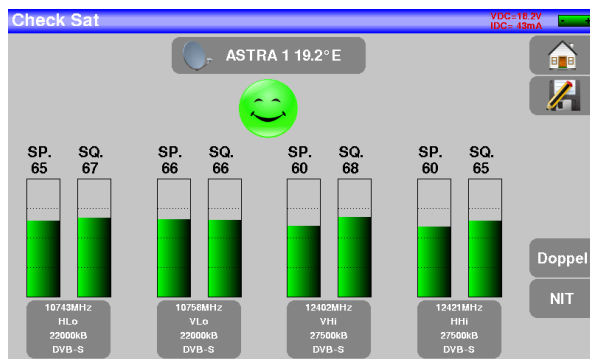 Check Sat
VDC=18.2V
IDC= 43mA
ASTRA 1 19.2°E
SP. SQ. SP. SQ. SP. SQ. SP. SQ.
65 67 66 66 60 68 60 65
10743MHz 10758MHz 12402MHz 12421MHz
HLo VLo VHi HHi
22000kB 22000kB 27500kB 27500kB
DVB-S DVB-S DVB-S DVB-S
Doppel
NIT